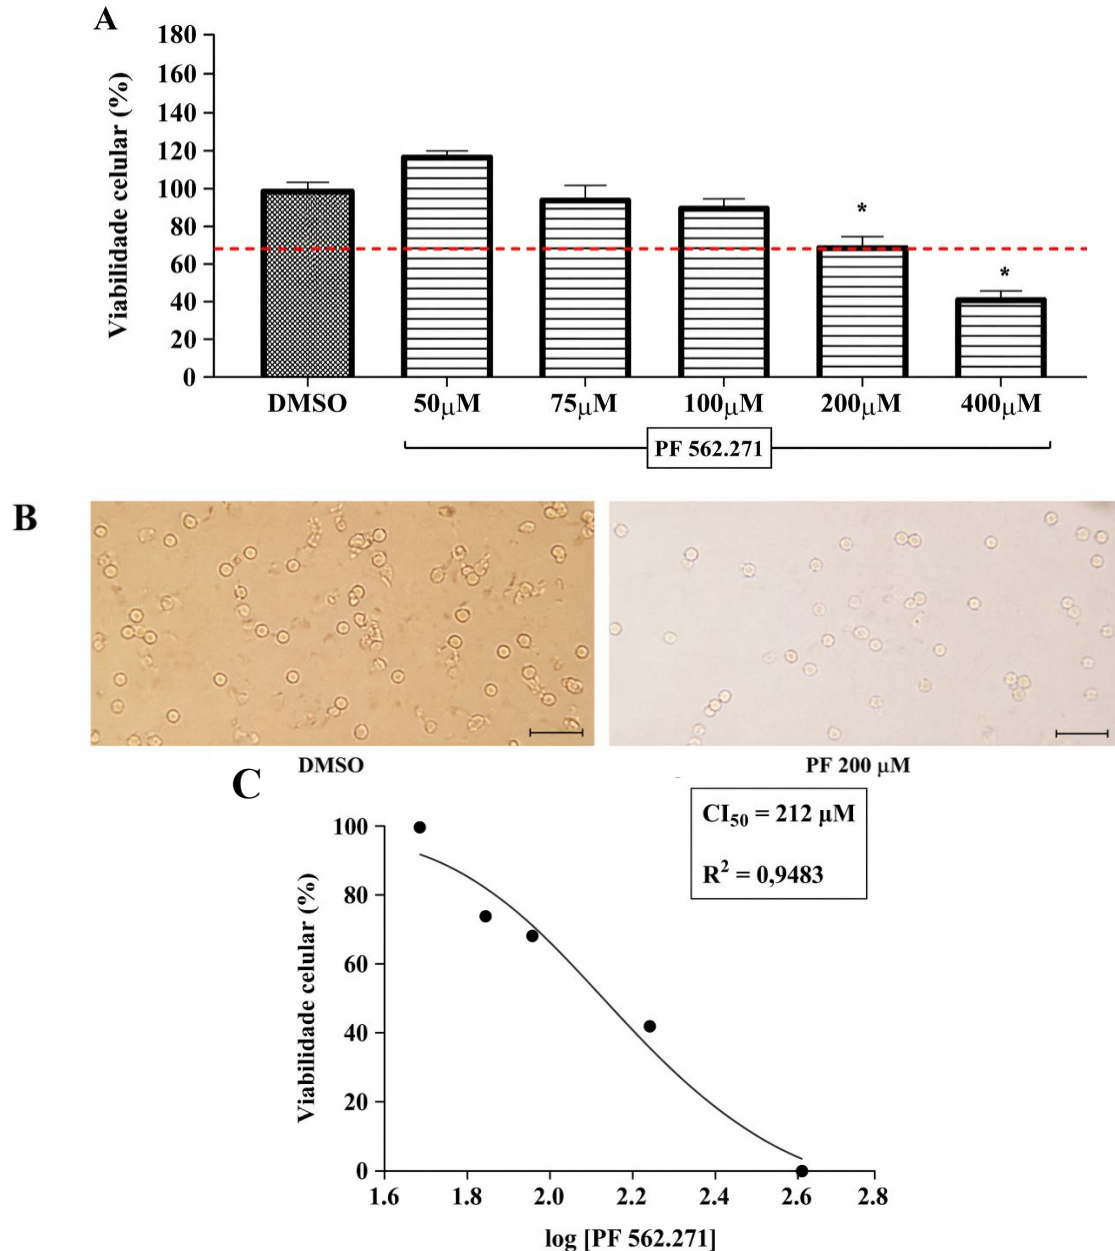 A
Viabilidade celular (%)
180
160
140
120
100
80
60
40
20
0
*
*
DMSO 50μM 75μM 100μM 200μM 400μM
PF 562.271
B
DMSO PF 200 μM
C
Viabilidade celular (%)
100
80
60
40
20
0
CI₅₀ = 212 μM
R² = 0,9483
1.6 1.8 2.0 2.2 2.4 2.6 2.8
log [PF 562.271]